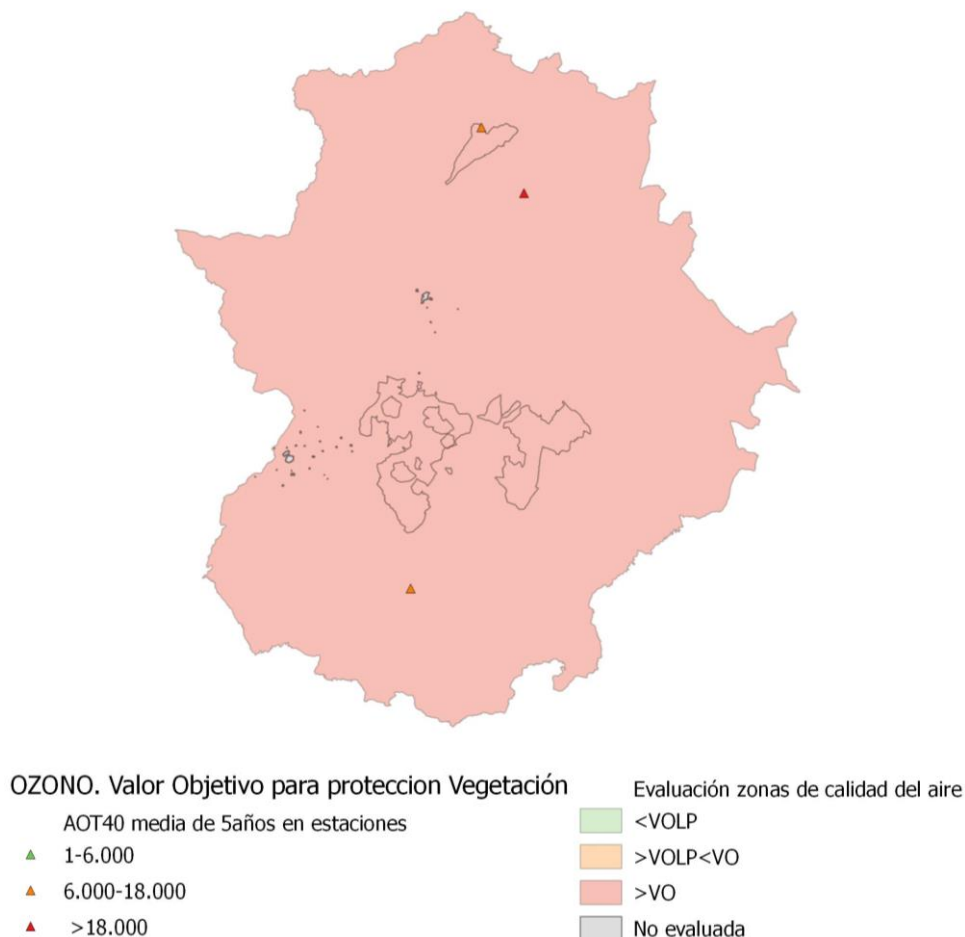 OZONO. Valor Objetivo para proteccion Vegetación
AOT40 media de 5años en estaciones
1-6.000
6.000-18.000
>18.000
Evaluación zonas de calidad del aire
<VOLP
>VOLP<VO
>VO
No evaluada